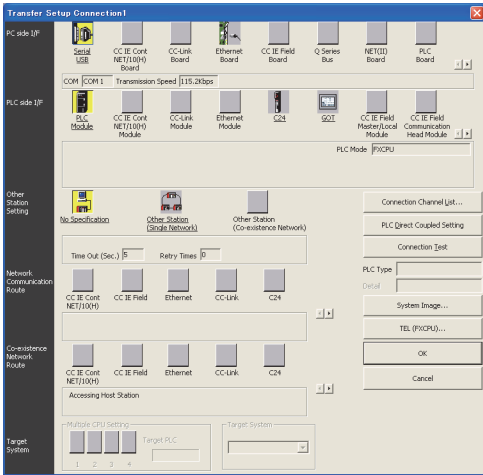 Transfer Setup Connection1
PC side I/F
Serial
USB
CC IE Cont
NET/10(H)
Board
CC-Link
Board
Ethernet
Board
CC IE Field
Board
Q Series
Bus
NET(II)
Board
PLC
Board
COM COM 1 Transmission Speed 115.2Kbps
PLC side I/F
PLC
Module
CC IE Cont
NET/10(H)
Module
CC-Link
Module
Ethernet
Module
C24
GOT
CC IE Field
Master/Local
Module
CC IE Field
Communication
Head Module
PLC Mode FXCPU
Other
Station
Setting
No Specification
Other Station
(Single Network)
Other Station
(Co-existence Network)
Time Out (Sec.) 5 Retry Times 0
Connection Channel List...
PLC Direct Coupled Setting
Connection Test
PLC Type
Detail
System Image...
TEL (FXCPU)...
OK
Cancel
Network
Communication
Route
CC IE Cont
NET/10(H)
CC IE Field
Ethernet
CC-Link
C24
Co-existence
Network
Route
CC IE Cont
NET/10(H)
CC IE Field
Ethernet
CC-Link
C24
Accessing Host Station
Target
System
Multiple CPU Setting
1 2 3 4
Target PLC
Target System